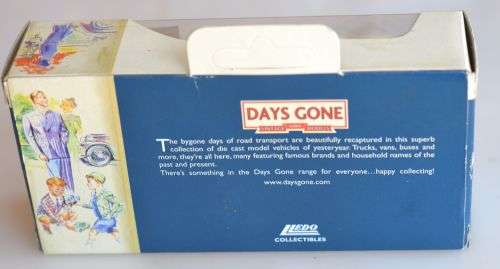 DAYS GONE
VINTAGE MODELS
The bygone days of road transport are beautifully recaptured in this superb
collection of die cast model vehicles of yesteryear. Trucks, vans, buses and
more, they're all here, many featuring famous brands and household names of the
past and present.
There's something in the Days Gone range for everyone...happy collecting!
www.daysgone.com
LLEDO
COLLECTIBLES